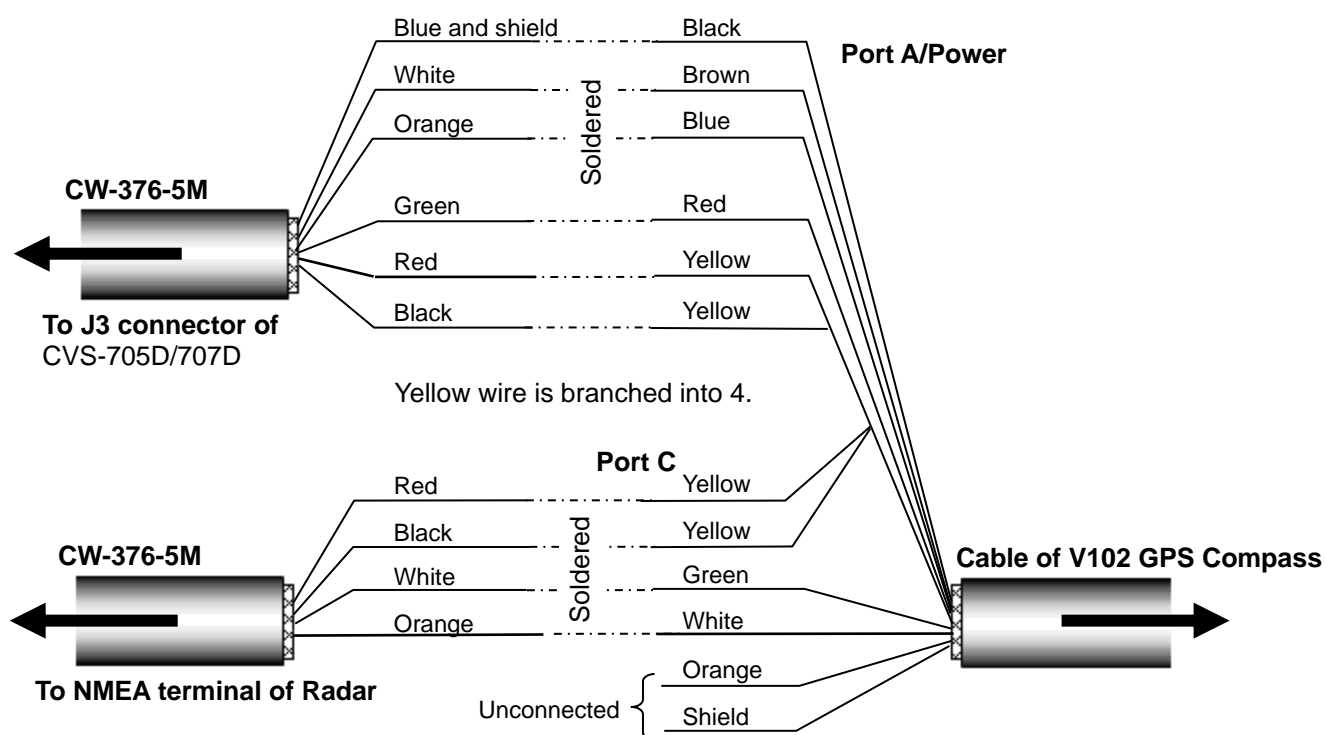 Blue and shield Black
Port A/Power
White Brown
Orange Blue
Soldered
CW-376-5M
Green Red
Red Yellow
To J3 connector of
CVS-705D/707D
Black Yellow
Yellow wire is branched into 4.
Port C
Red Yellow
Black Yellow
CW-376-5M
Cable of V102 GPS Compass
White Green
Soldered
Orange White
To NMEA terminal of Radar
Orange
Unconnected
Shield